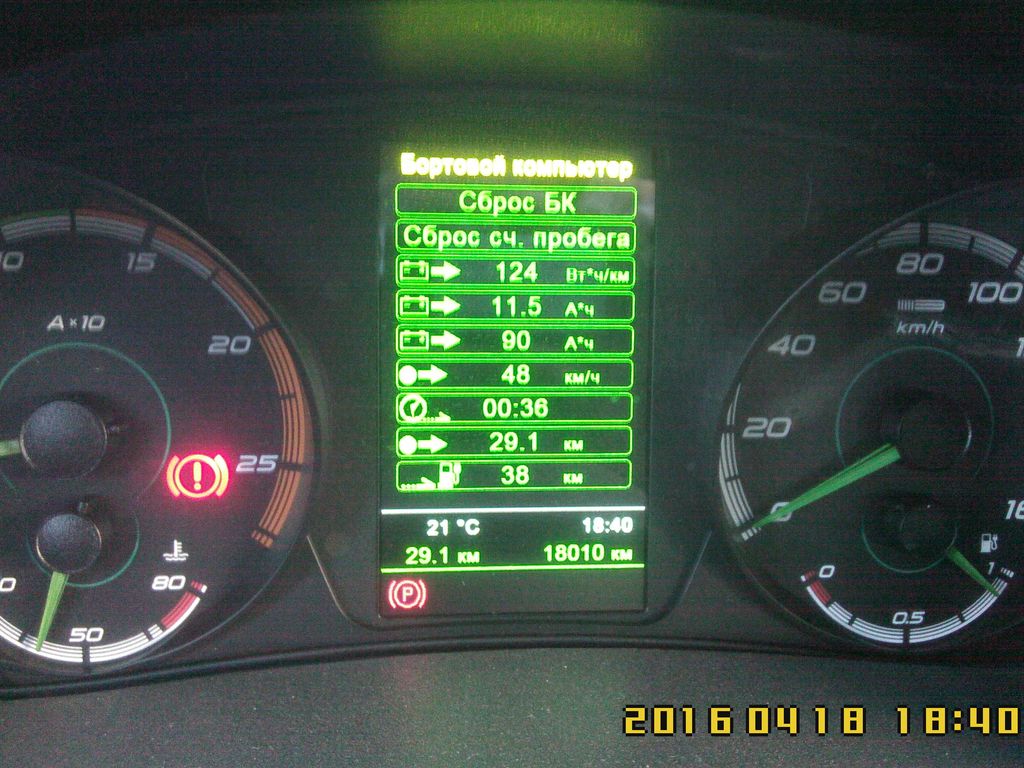 Бортовой компьютер
Сброс БК
Сброс сч. пробега
124 Вт*ч/км
11.5 А*ч
90 А*ч
48 км/ч
00:36
29.1 км
38 км
21 °C 18:40
29.1 км 18010 км
P
15
20
25
A×10
50
80
0
20
40
60
80
100
km/h
0
0.5
1
2016 04 18 18:40